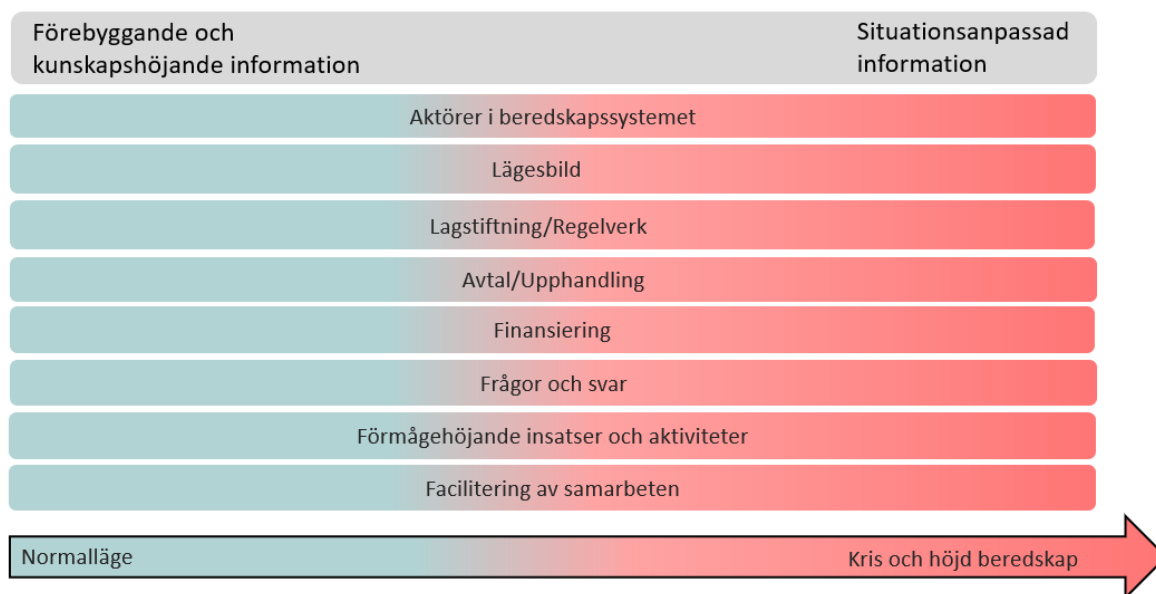 Förebyggande och
kunskapshöjande information
Situationsanpassad
information
Aktörer i beredskapssystemet
Lägesbild
Lagstiftning/Regelverk
Avtal/Upphandling
Finansiering
Frågor och svar
Förmågehöjande insatser och aktiviteter
Facilitering av samarbeten
Normalläge
Kris och höjd beredskap